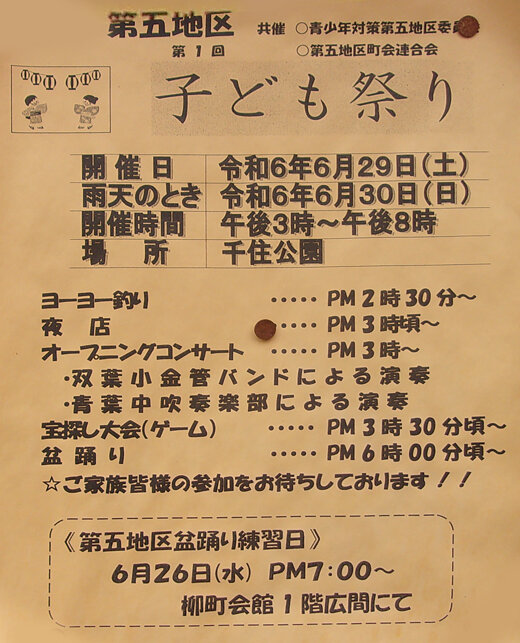 第五地区
共催 ○青少年対策第五地区委員
第1回 ○第五地区町会連合会
子ども祭り
開催日 令和6年6月29日(土)
雨天のとき 令和6年6月30日(日)
開催時間 午後3時～午後8時
場所 千住公園
ヨーヨー釣り ····· PM2時30分～
夜店 ···· PM3時頃～
オープニングコンサート ····· PM3時～
・双葉小金管バンドによる演奏
・青葉中吹奏楽部による演奏
宝探し大会(ゲーム) ····· PM3時30分頃～
盆踊り ····· PM6時00分頃～
☆ご家族皆様の参加をお待ちしております！！
《第五地区盆踊り練習日》
6月26日(水) PM7:00～
柳町会館1階広間にて